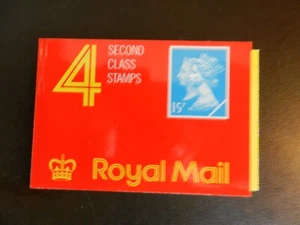 4
SECOND
CLASS
STAMPS
15P
Royal Mail